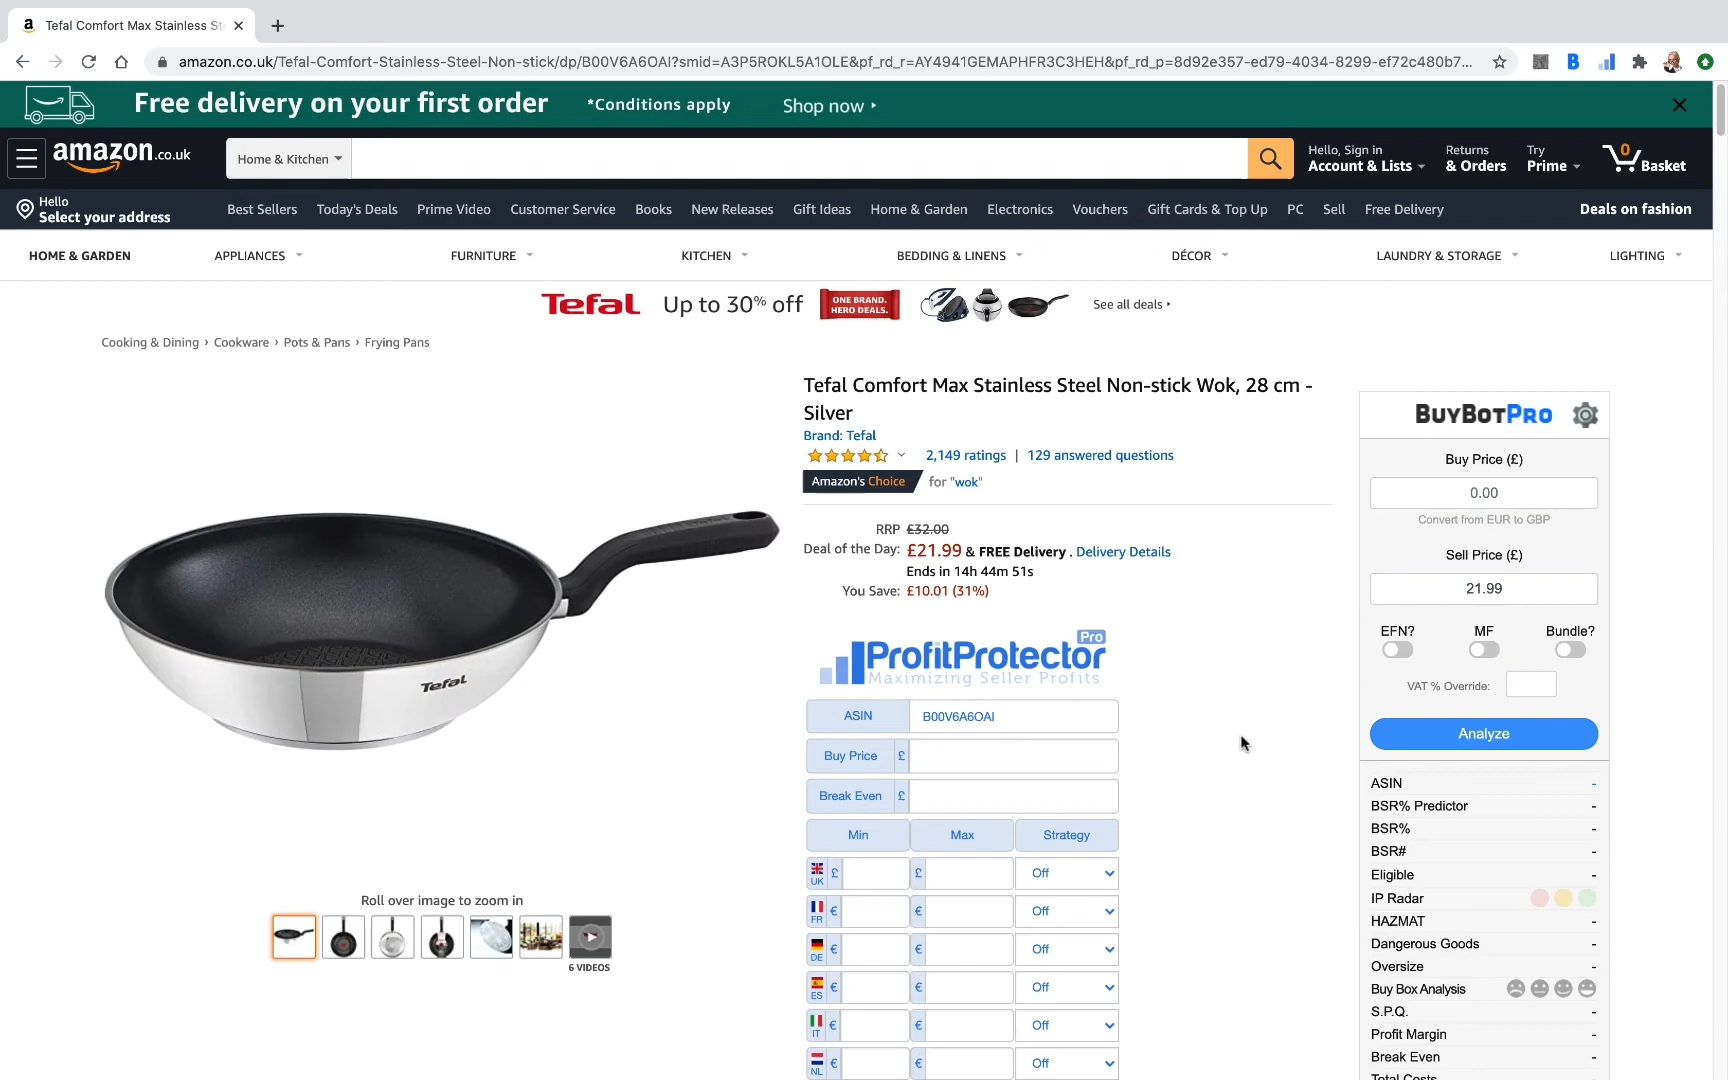 Tefal Comfort Max Stainless St
amazon.co.uk/Tefal-Comfort-Stainless-Steel-Non-stick/dp/B00V6A6OAI?smid=A3P5ROKL5A1OLE&pf_rd_r=AY4941GEMAPHFR3C3HEH&pf_rd_p=8d92e357-ed79-4034-8299-ef72c480b7...
Free delivery on your first order *Conditions apply Shop now
amazon.co.uk
Home & Kitchen
Hello, Sign in
Account & Lists
Returns
& Orders
Try
Prime
0
Basket
Hello
Select your address
Best Sellers Today's Deals Prime Video Customer Service Books New Releases Gift Ideas Home & Garden Electronics Vouchers Gift Cards & Top Up PC Sell Free Delivery
Deals on fashion
HOME & GARDEN APPLIANCES FURNITURE KITCHEN BEDDING & LINENS DÉCOR LAUNDRY & STORAGE LIGHTING
Tefal Up to 30% off
ONE BRAND.
HERO DEALS.
See all deals
Cooking & Dining › Cookware › Pots & Pans › Frying Pans
Tefal
Roll over image to zoom in
6 VIDEOS
Tefal Comfort Max Stainless Steel Non-stick Wok, 28 cm -
Silver
Brand: Tefal
2,149 ratings | 129 answered questions
Amazon's Choice for "wok"
RRP £32.00
Deal of the Day: £21.99 & FREE Delivery . Delivery Details
Ends in 14h 44m 51s
You Save: £10.01 (31%)
ProfitProtector Pro
Maximizing Seller Profits
ASIN B00V6A6OAI
Buy Price £
Break Even £
Min Max Strategy
UK £ £ Off
FR € € Off
DE € € Off
ES € € Off
IT € € Off
NL € € Off
BUYBOTPRO
Buy Price (£)
0.00
Convert from EUR to GBP
Sell Price (£)
21.99
EFN? MF Bundle?
VAT % Override:
Analyze
ASIN -
BSR% Predictor -
BSR% -
BSR# -
Eligible -
IP Radar
HAZMAT -
Dangerous Goods -
Oversize -
Buy Box Analysis
S.P.Q. -
Profit Margin -
Break Even -
Total Costs -